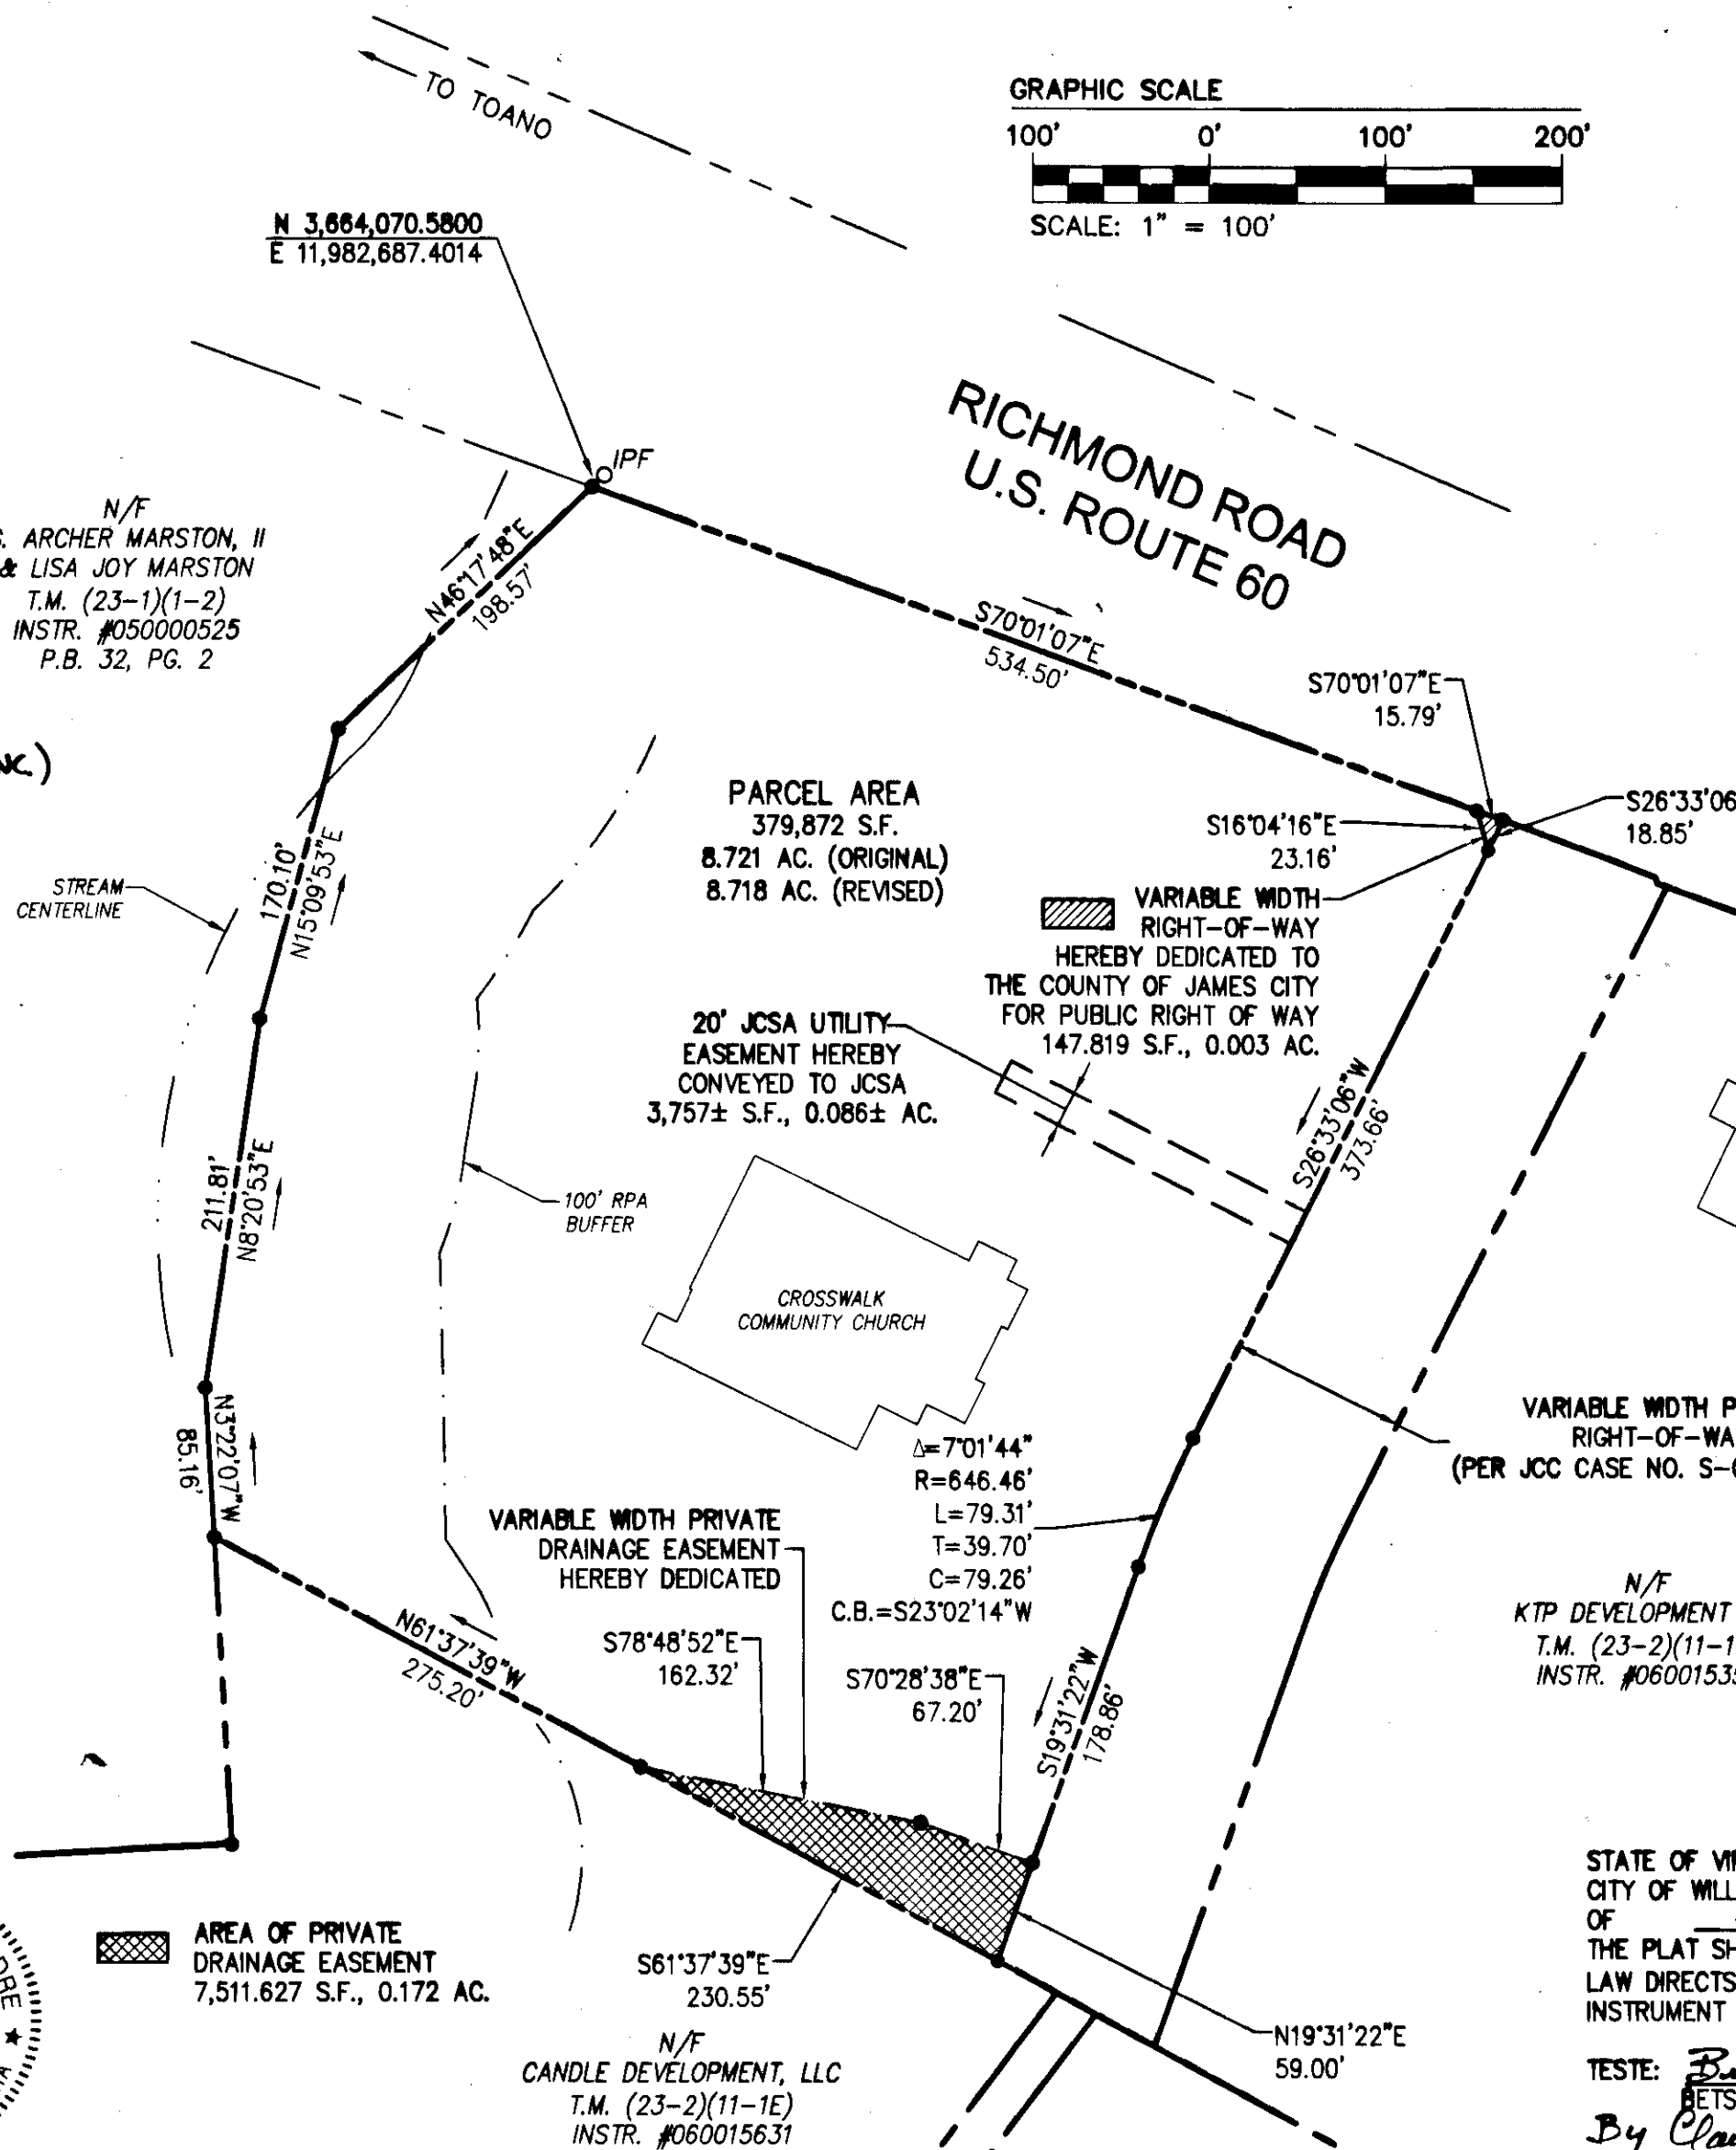 TO TOANO
GRAPHIC SCALE
100' 0' 100' 200'
SCALE: 1" = 100'
N 3,664,070.5800
E 11,982,687.4014
IPF
RICHMOND ROAD
U.S. ROUTE 60
N/F
ARCHER MARSTON, II
& LISA JOY MARSTON
T.M. (23-1)(1-2)
INSTR. #050000525
P.B. 32, PG. 2
N46°17'48"E
198.57'
S70°01'07"E
534.50'
S70°01'07"E
15.79'
S26°33'06
18.85'
S16°04'16"E
23.16'
PARCEL AREA
379,872 S.F.
8.721 AC. (ORIGINAL)
8.718 AC. (REVISED)
VARIABLE WIDTH
RIGHT-OF-WAY
HEREBY DEDICATED TO
THE COUNTY OF JAMES CITY
FOR PUBLIC RIGHT OF WAY
147.819 S.F., 0.003 AC.
STREAM
CENTERLINE
170.10'
N15°09'53"E
20' JCSA UTILITY
EASEMENT HEREBY
CONVEYED TO JCSA
3,757± S.F., 0.086± AC.
S26°33'06"W
373.66'
211.81'
N8°20'53"E
100' RPA
BUFFER
CROSSWALK
COMMUNITY CHURCH
N3°22'07"W
85.16'
Δ=7°01'44"
R=646.46'
L=79.31'
T=39.70'
C=79.26'
C.B.=S23°02'14"W
VARIABLE WIDTH P
RIGHT-OF-WA
(PER JCC CASE NO. S-
VARIABLE WIDTH PRIVATE
DRAINAGE EASEMENT
HEREBY DEDICATED
N61°37'39"W
275.20'
S78°48'52"E
162.32'
S70°28'38"E
67.20'
S19°31'22"W
178.86'
N/F
KTP DEVELOPMENT
T.M. (23-2)(11-1
INSTR. #06001535
AREA OF PRIVATE
DRAINAGE EASEMENT
7,511.627 S.F., 0.172 AC.
S61°37'39"E
230.55'
N19°31'22"E
59.00'
N/F
CANDLE DEVELOPMENT, LLC
T.M. (23-2)(11-1E)
INSTR. #060015631
STATE OF VI
CITY OF WILL
OF
THE PLAT SH
LAW DIRECTS
INSTRUMENT
TESTE:
BETS
By